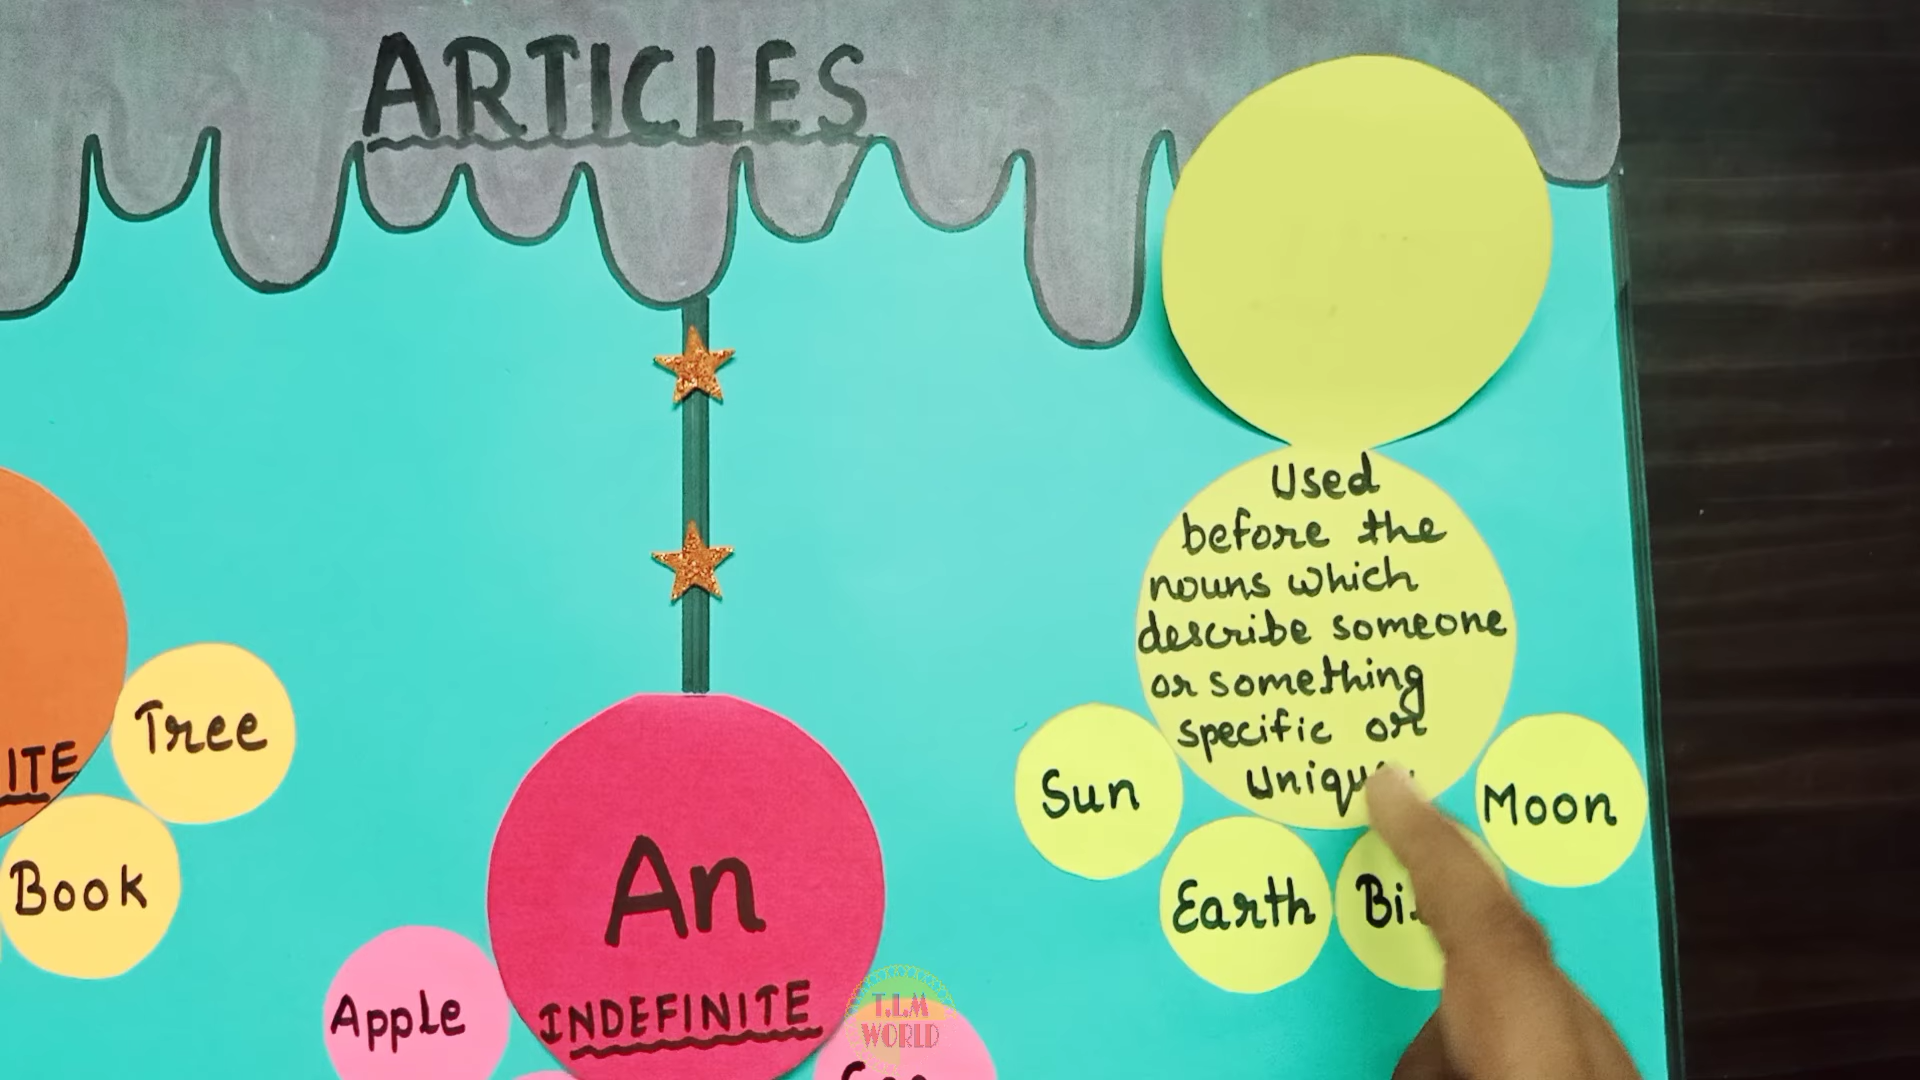 ARTICLES
Used
before the
nouns which
describe someone
or something
specific or
Sun
Moon
Earth
Tree
ITE
Book
An
INDEFINITE
Apple
T.L.M
WORLD